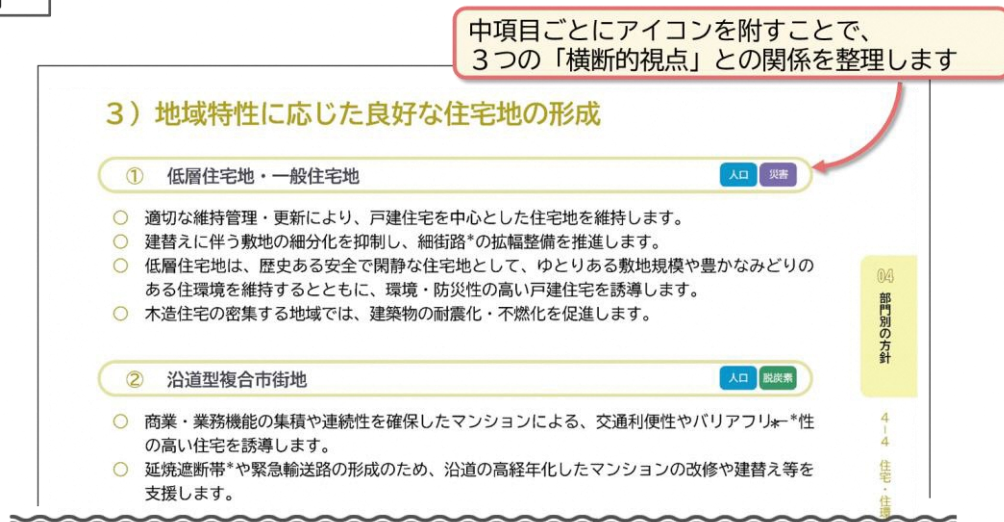 中項目ごとにアイコンを附すことで、
３つの「横断的視点」との関係を整理します
３）地域特性に応じた良好な住宅地の形成
① 低層住宅地・一般住宅地 人口 災害
○ 適切な維持管理・更新により、戸建住宅を中心とした住宅地を維持します。
○ 建替えに伴う敷地の細分化を抑制し、細街路*の拡幅整備を推進します。
○ 低層住宅地は、歴史ある安全で閑静な住宅地として、ゆとりある敷地規模や豊かなみどりの
ある住環境を維持するとともに、環境・防災性の高い戸建住宅を誘導します。
○ 木造住宅の密集する地域では、建築物の耐震化・不燃化を促進します。
② 沿道型複合市街地 人口 脱炭素
○ 商業・業務機能の集積や連続性を確保したマンションによる、交通利便性やバリアフリー*性
の高い住宅を誘導します。
○ 延焼遮断帯*や緊急輸送路の形成のため、沿道の高経年化したマンションの改修や建替え等を
支援します。
04
部門別の方針
４－４ 住宅・住環